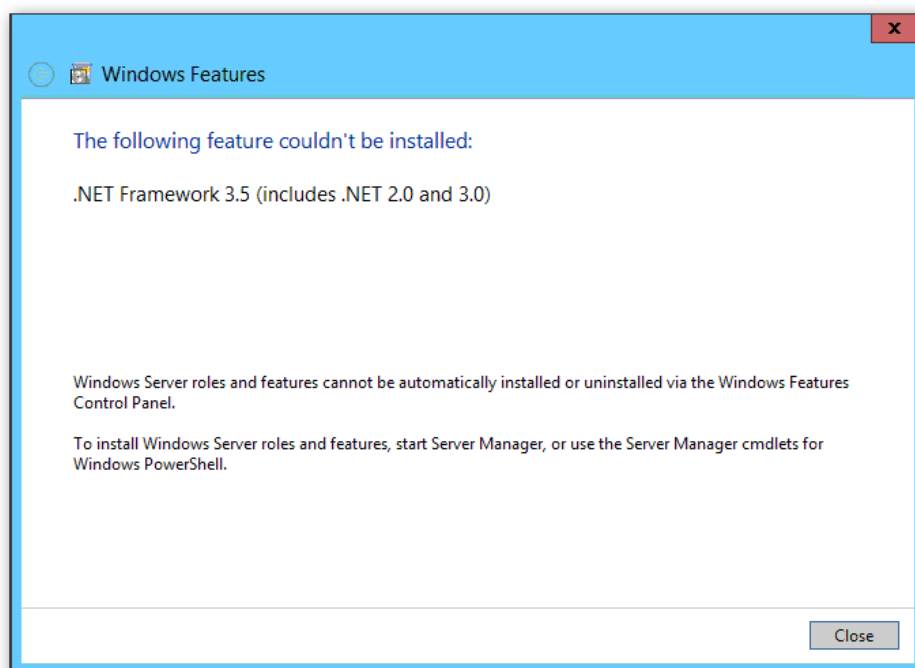 x
Windows Features
The following feature couldn't be installed:
.NET Framework 3.5 (includes .NET 2.0 and 3.0)
Windows Server roles and features cannot be automatically installed or uninstalled via the Windows Features
Control Panel.
To install Windows Server roles and features, start Server Manager, or use the Server Manager cmdlets for
Windows PowerShell.
Close